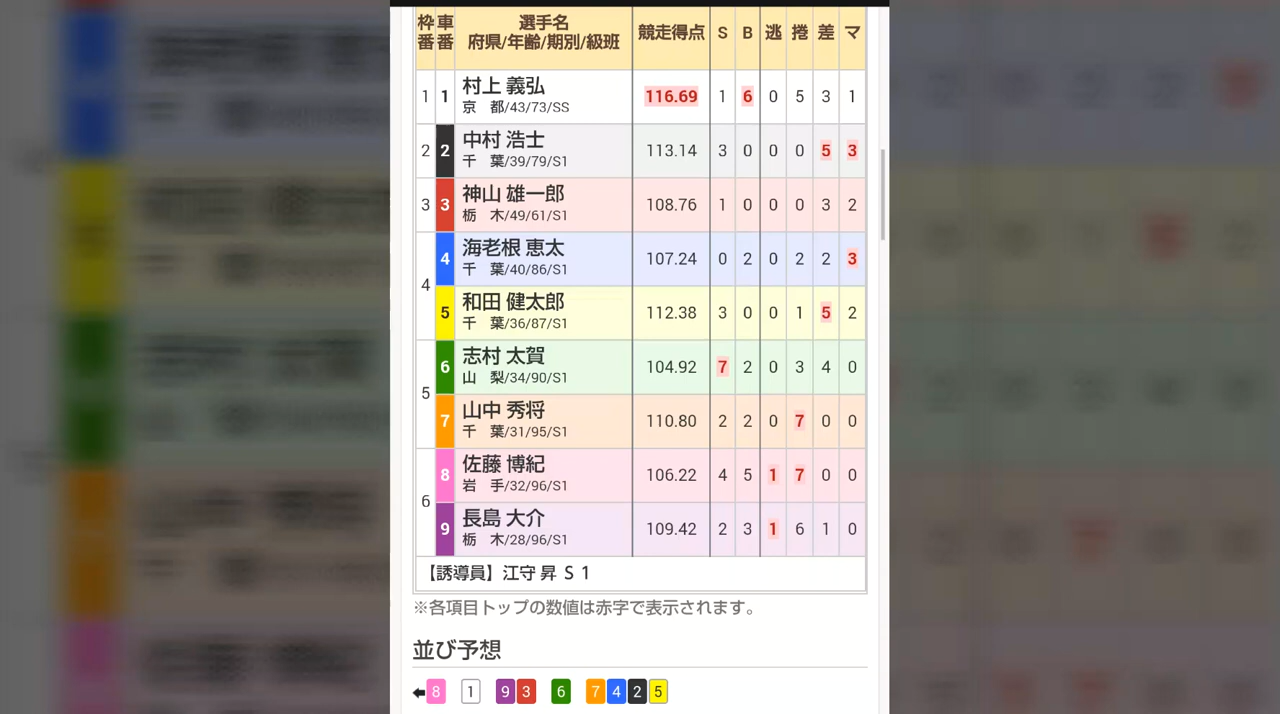 枠番 車番 選手名 府県/年齢/期別/級班 競走得点 S B 逃 捲 差 マ
1 1 村上 義弘 116.69 1 6 0 5 3 1
京 都/43/73/SS
2 2 中村 浩士 113.14 3 0 0 0 5 3
千 葉/39/79/S1
3 3 神山 雄一郎 108.76 1 0 0 0 3 2
栃 木/49/61/S1
4 4 海老根 恵太 107.24 0 2 0 2 2 3
千 葉/40/86/S1
5 和田 健太郎 112.38 3 0 0 1 5 2
千 葉/36/87/S1
5 6 志村 太賀 104.92 7 2 0 3 4 0
山 梨/34/90/S1
7 山中 秀将 110.80 2 2 0 7 0 0
千 葉/31/95/S1
6 8 佐藤 博紀 106.22 4 5 1 7 0 0
岩 手/32/96/S1
9 長島 大介 109.42 2 3 1 6 1 0
栃 木/28/96/S1
【誘導員】江守 昇 Ｓ１
※各項目トップの数値は赤字で表示されます。
並び予想
←8 1 9 3 6 7 4 2 5